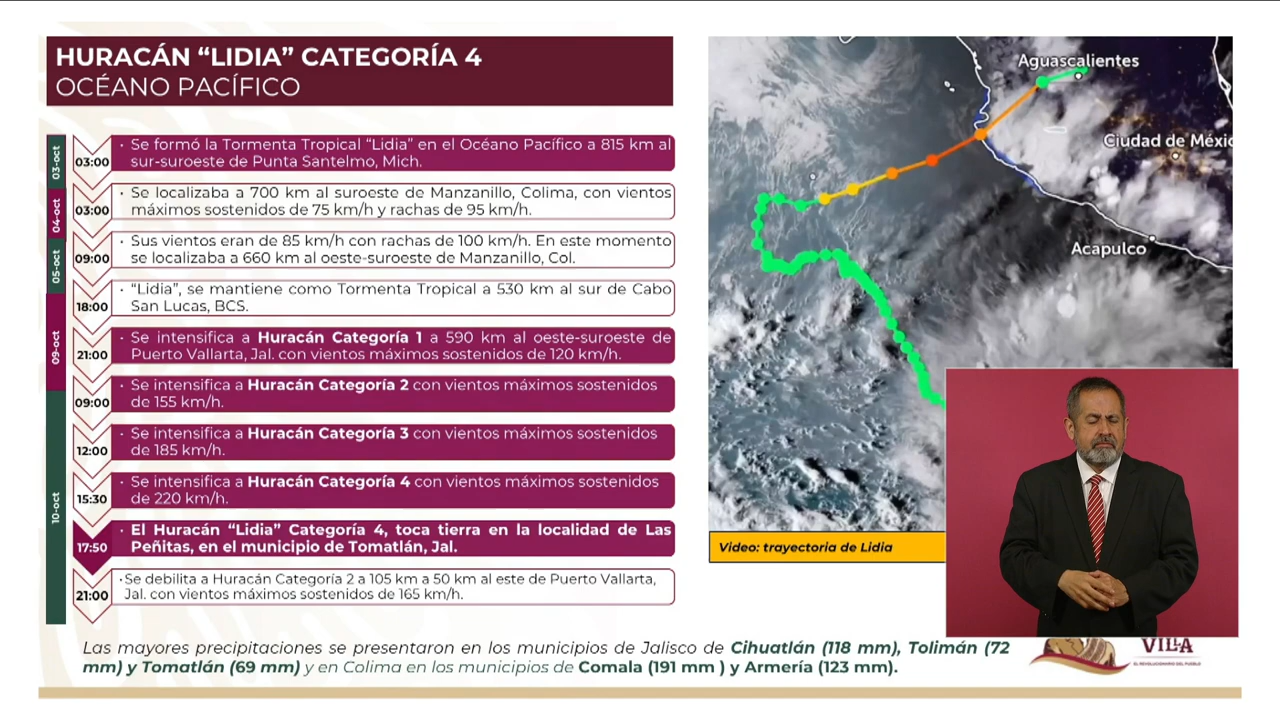 HURACÁN “LIDIA” CATEGORÍA 4
OCÉANO PACÍFICO
03-oct
03:00
· Se formó la Tormenta Tropical “Lidia” en el Océano Pacífico a 815 km al
sur-suroeste de Punta Santelmo, Mich.
04-oct
03:00
· Se localizaba a 700 km al suroeste de Manzanillo, Colima, con vientos
máximos sostenidos de 75 km/h y rachas de 95 km/h.
05-oct
09:00
· Sus vientos eran de 85 km/h con rachas de 100 km/h. En este momento
se localizaba a 660 km al oeste-suroeste de Manzanillo, Col.
09-oct
18:00
· “Lidia”, se mantiene como Tormenta Tropical a 530 km al sur de Cabo
San Lucas, BCS.
21:00
· Se intensifica a Huracán Categoría 1 a 590 km al oeste-suroeste de
Puerto Vallarta, Jal. con vientos máximos sostenidos de 120 km/h.
10-oct
09:00
· Se intensifica a Huracán Categoría 2 con vientos máximos sostenidos
de 155 km/h.
12:00
· Se intensifica a Huracán Categoría 3 con vientos máximos sostenidos
de 185 km/h.
15:30
· Se intensifica a Huracán Categoría 4 con vientos máximos sostenidos
de 220 km/h.
17:50
· El Huracán “Lidia” Categoría 4, toca tierra en la localidad de Las
Peñitas, en el municipio de Tomatlán, Jal.
21:00
· Se debilita a Huracán Categoría 2 a 105 km a 50 km al este de Puerto Vallarta,
Jal. con vientos máximos sostenidos de 165 km/h.
Aguascalientes
Ciudad de Méxic
Acapulco
Video: trayectoria de Lidia
Las mayores precipitaciones se presentaron en los municipios de Jalisco de Cihuatlán (118 mm), Tolimán (72
mm) y Tomatlán (69 mm) y en Colima en los municipios de Comala (191 mm ) y Armería (123 mm).
VILLA
EL REVOLUCIONARIO DEL PUEBLO